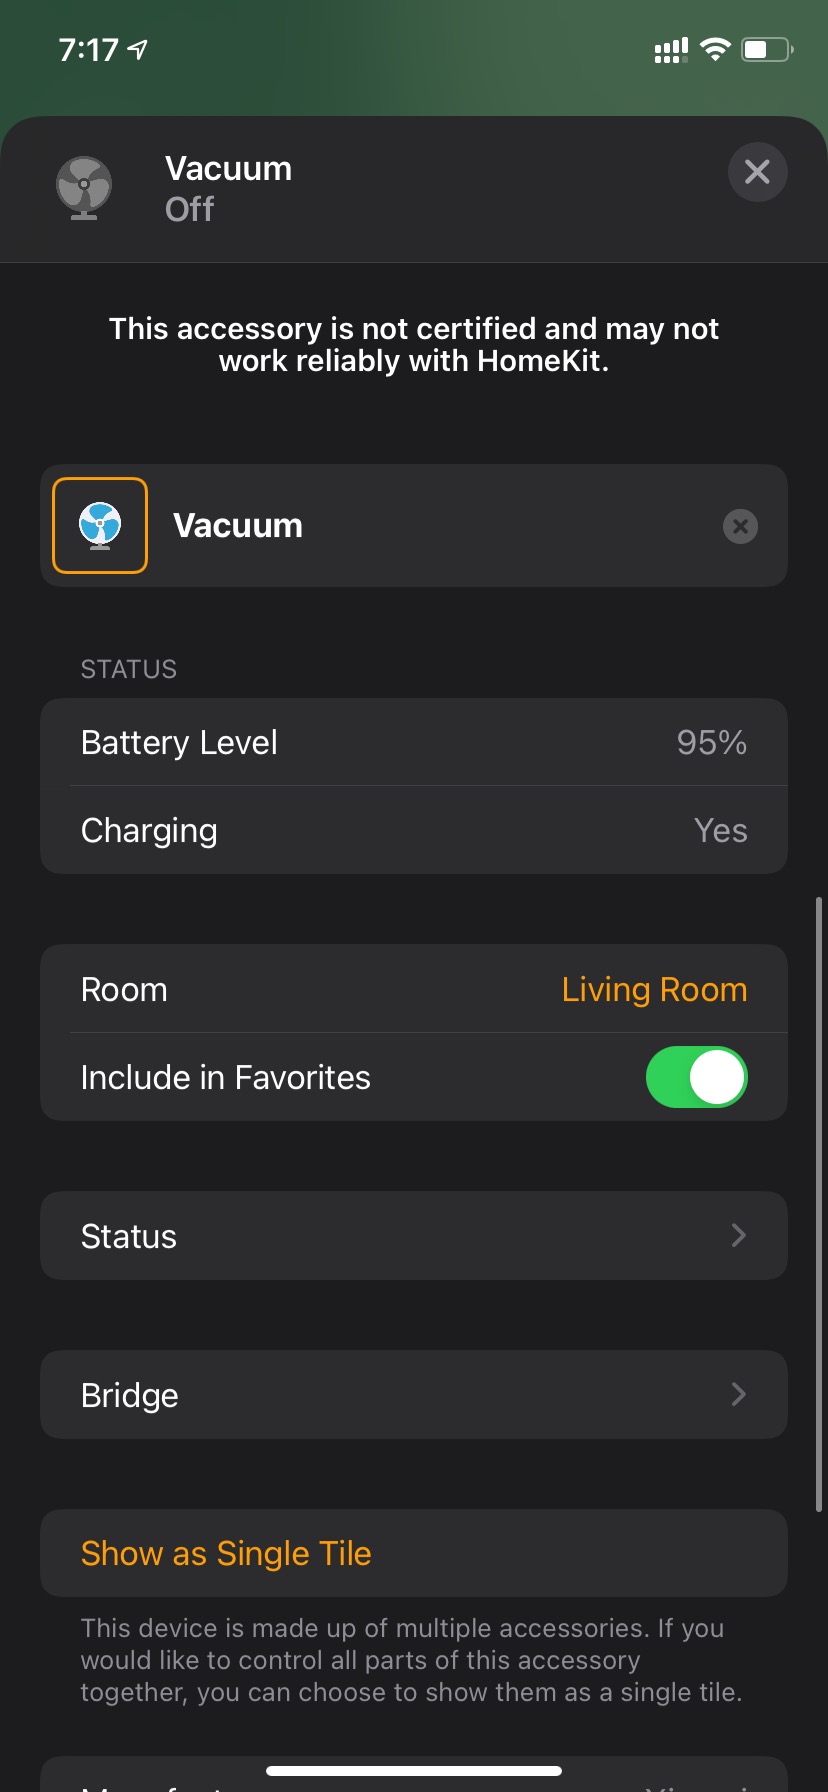 7:17
Vacuum
Off
This accessory is not certified and may not
work reliably with HomeKit.
Vacuum
STATUS
Battery Level 95%
Charging Yes
Room Living Room
Include in Favorites
Status
Bridge
Show as Single Tile
This device is made up of multiple accessories. If you
would like to control all parts of this accessory
together, you can choose to show them as a single tile.